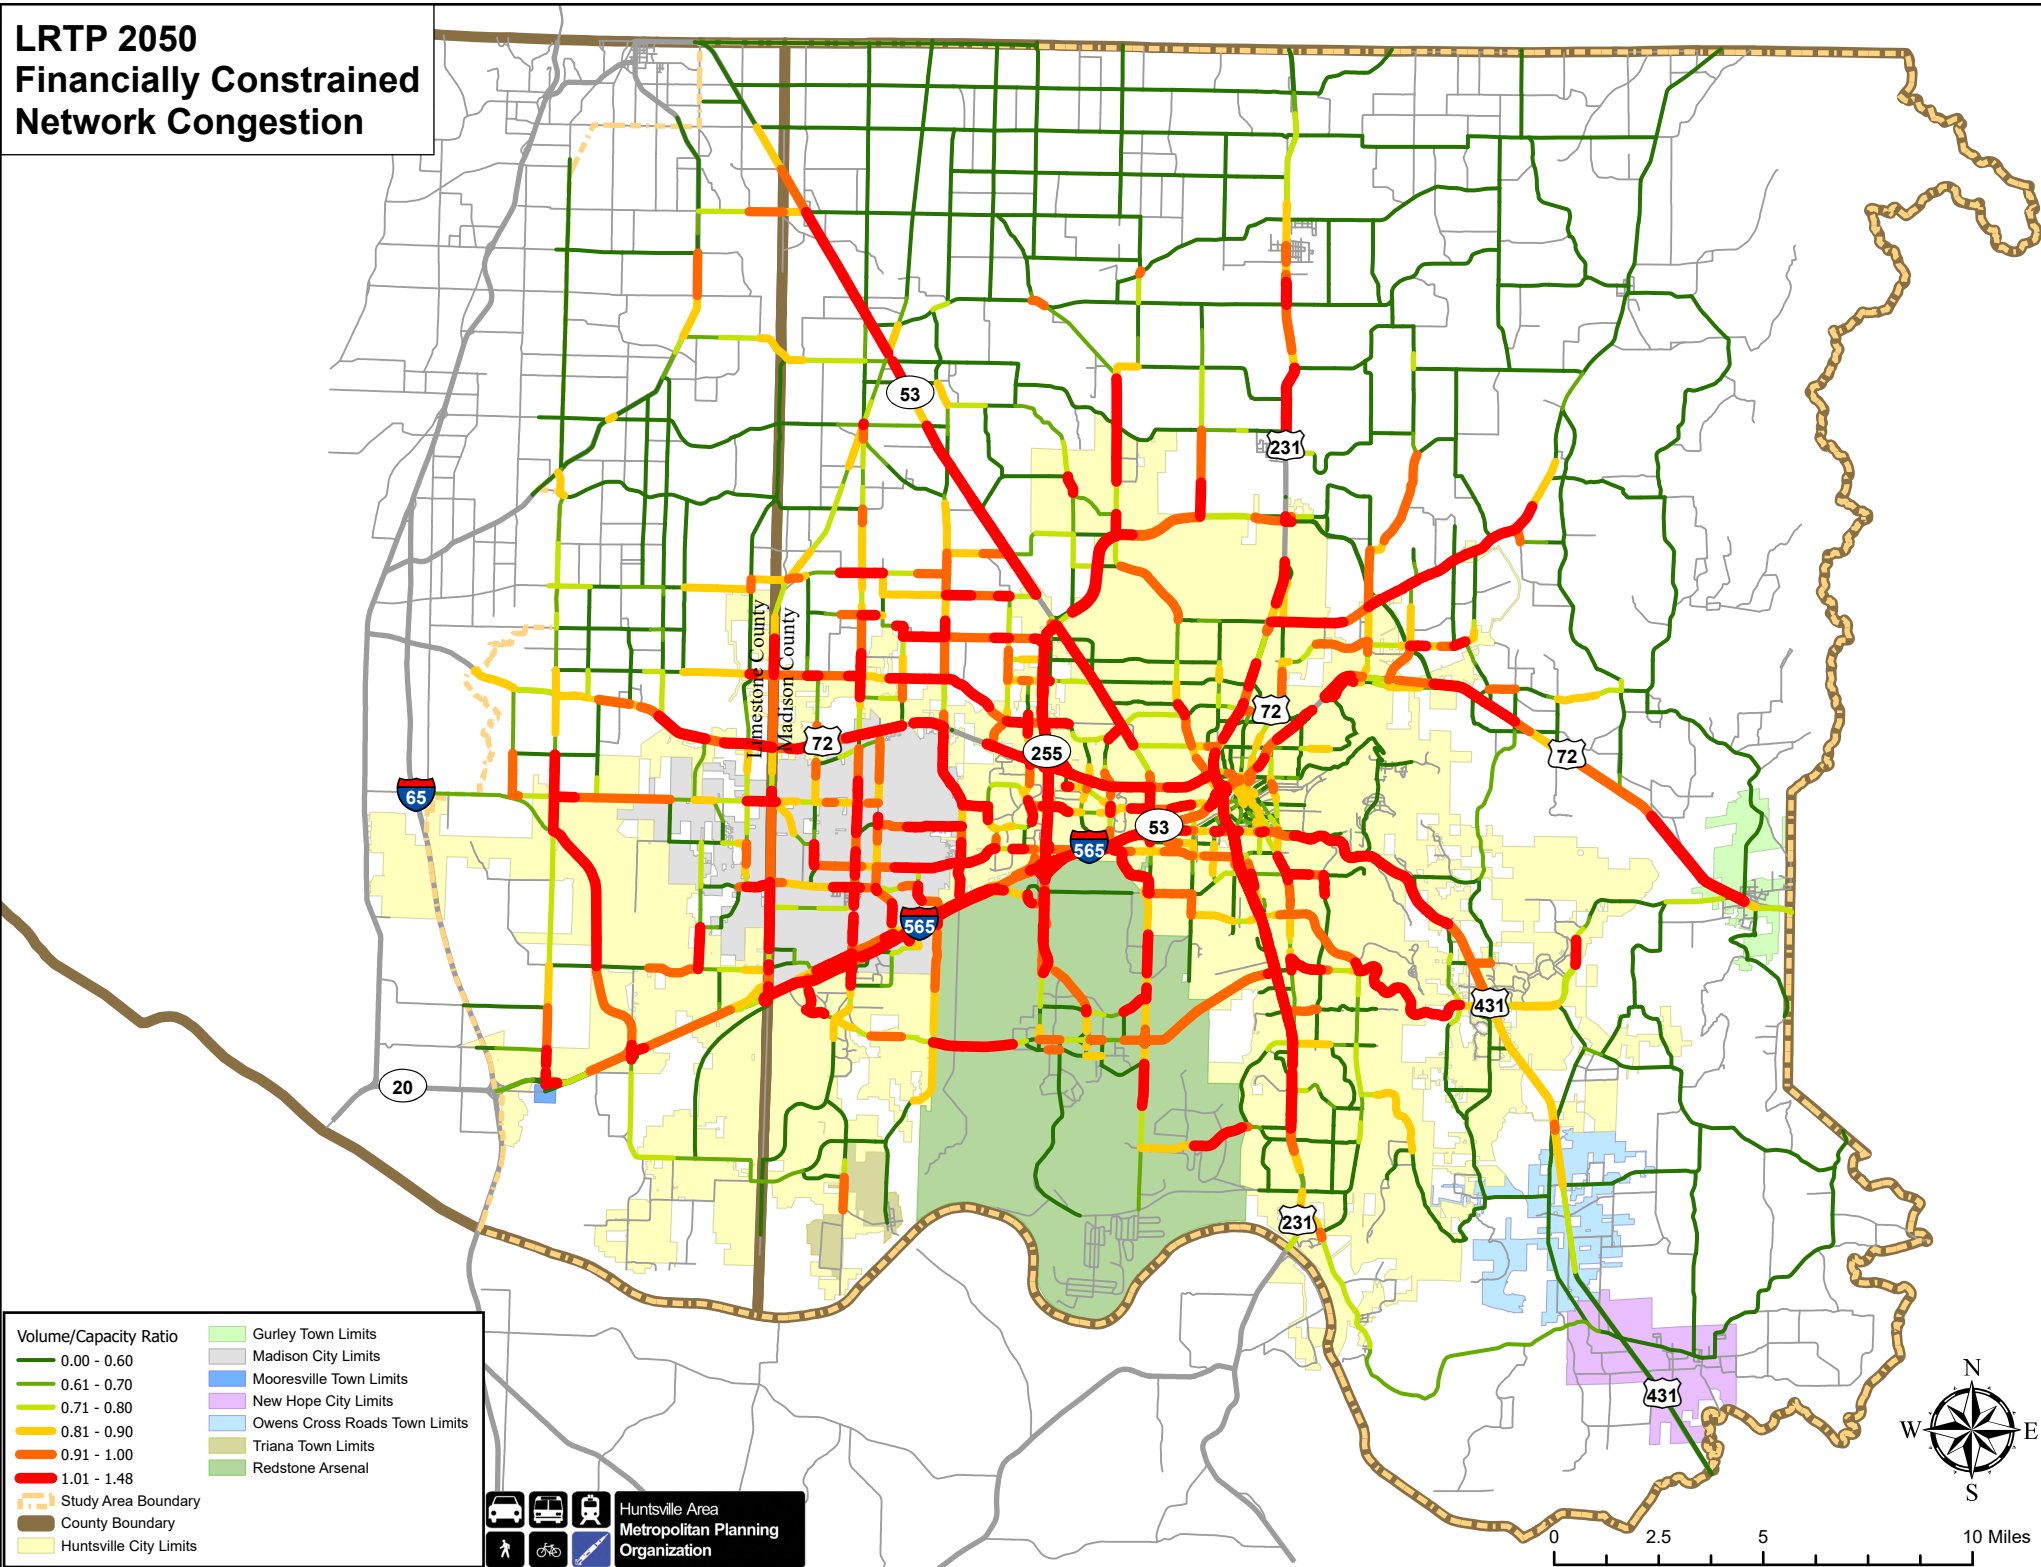 LRTP 2050
Financially Constrained
Network Congestion
53
231
Limestone County
Madison County
72
72
255
72
65
53
565
565
431
20
231
431
Volume/Capacity Ratio
0.00 - 0.60
0.61 - 0.70
0.71 - 0.80
0.81 - 0.90
0.91 - 1.00
1.01 - 1.48
Study Area Boundary
County Boundary
Huntsville City Limits
Gurley Town Limits
Madison City Limits
Mooresville Town Limits
New Hope City Limits
Owens Cross Roads Town Limits
Triana Town Limits
Redstone Arsenal
Huntsville Area
Metropolitan Planning
Organization
N
W E
S
0 2.5 5 10 Miles